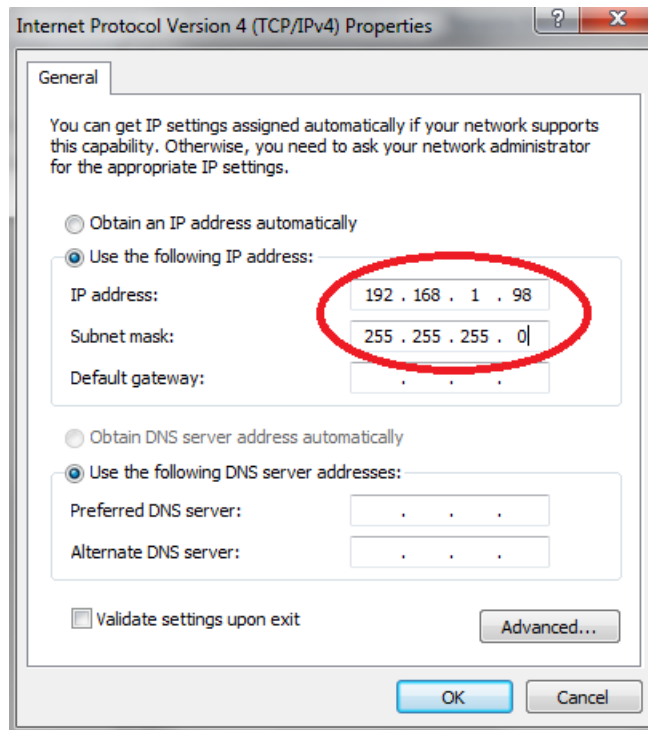 Internet Protocol Version 4 (TCP/IPv4) Properties
General
You can get IP settings assigned automatically if your network supports
this capability. Otherwise, you need to ask your network administrator
for the appropriate IP settings.
Obtain an IP address automatically
Use the following IP address:
IP address: 192 . 168 . 1 . 98
Subnet mask: 255 . 255 . 255 . 0
Default gateway: . . .
Obtain DNS server address automatically
Use the following DNS server addresses:
Preferred DNS server: . . .
Alternate DNS server: . . .
Validate settings upon exit
Advanced...
OK Cancel